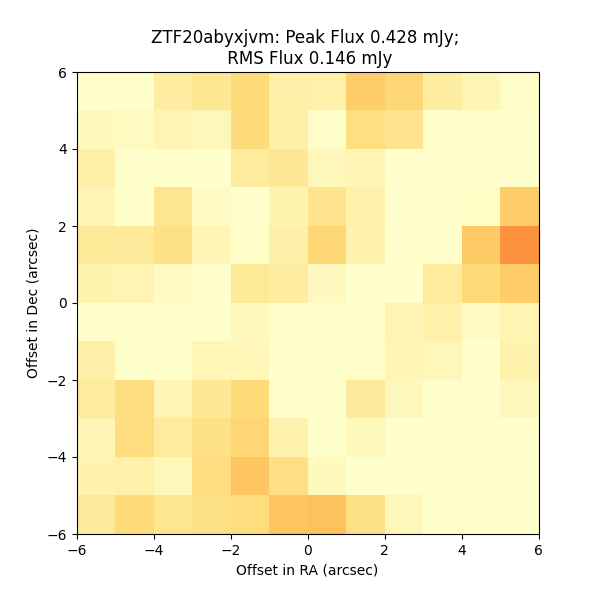 ZTF20abyxjvm: Peak Flux 0.428 mJy;
RMS Flux 0.146 mJy
6
4
2
0
−2
−4
−6
Offset in Dec (arcsec)
−6 −4 −2 0 2 4 6
Offset in RA (arcsec)